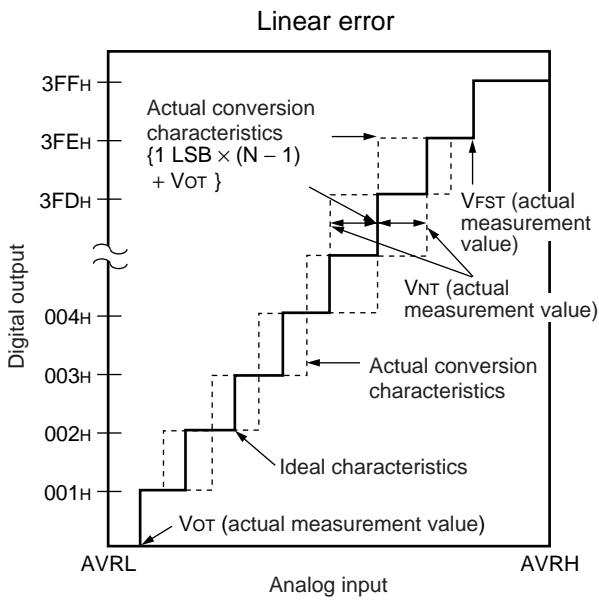 Linear error
3FFH
3FEH
3FDH
004H
003H
002H
001H
Digital output
Actual conversion
characteristics
{1 LSB × (N − 1)
+ VOT }
VFST (actual
measurement
value)
VNT (actual
measurement value)
Actual conversion
characteristics
Ideal characteristics
VOT (actual measurement value)
AVRL
AVRH
Analog input